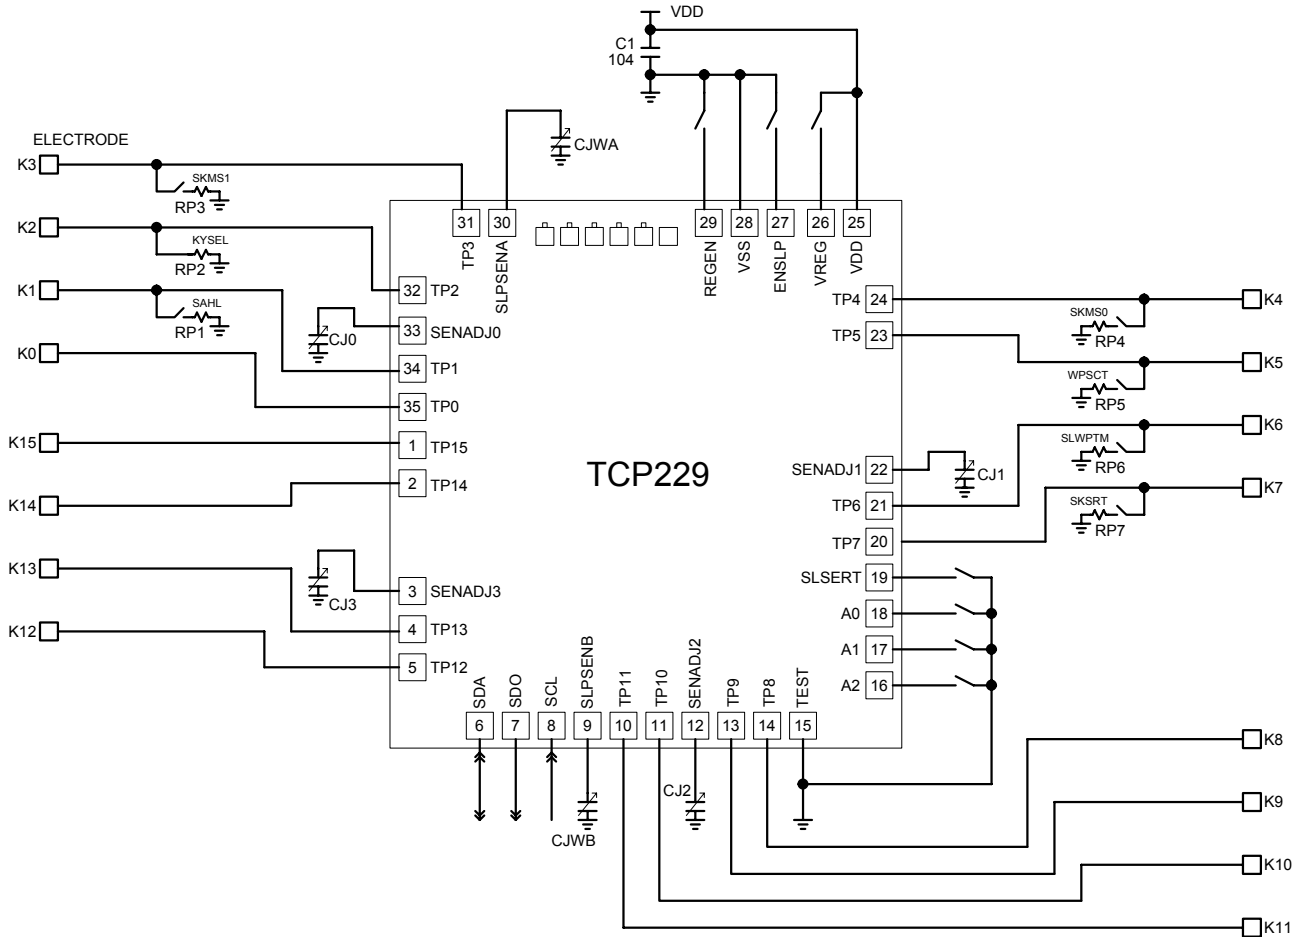 VDD
C1
104
CJWA
ELECTRODE
K3
SKMS1
RP3
K2
KYSEL
RP2
K1
SAHL
RP1
K0
K15
K14
K13
K12
31
30
29
28
27
26
25
TP3
SLPSENA
REGEN
VSS
ENSLP
VREG
VDD
32 TP2
CJ0
33 SENADJ0
34 TP1
35 TP0
1 TP15
2 TP14
CJ3
3 SENADJ3
4 TP13
5 TP12
TCP229
TP4 24
TP5 23
SENADJ1 22
CJ1
TP6 21
TP7 20
SLSERT 19
A0 18
A1 17
A2 16
K4
SKMS0
RP4
K5
WPSCT
RP5
K6
SLWPTM
RP6
K7
SKSRT
RP7
SDA
SDO
SCL
SLPSENB
TP11
TP10
SENADJ2
TP9
TP8
TEST
6
7
8
9
10
11
12
13
14
15
CJWB
CJ2
K8
K9
K10
K11